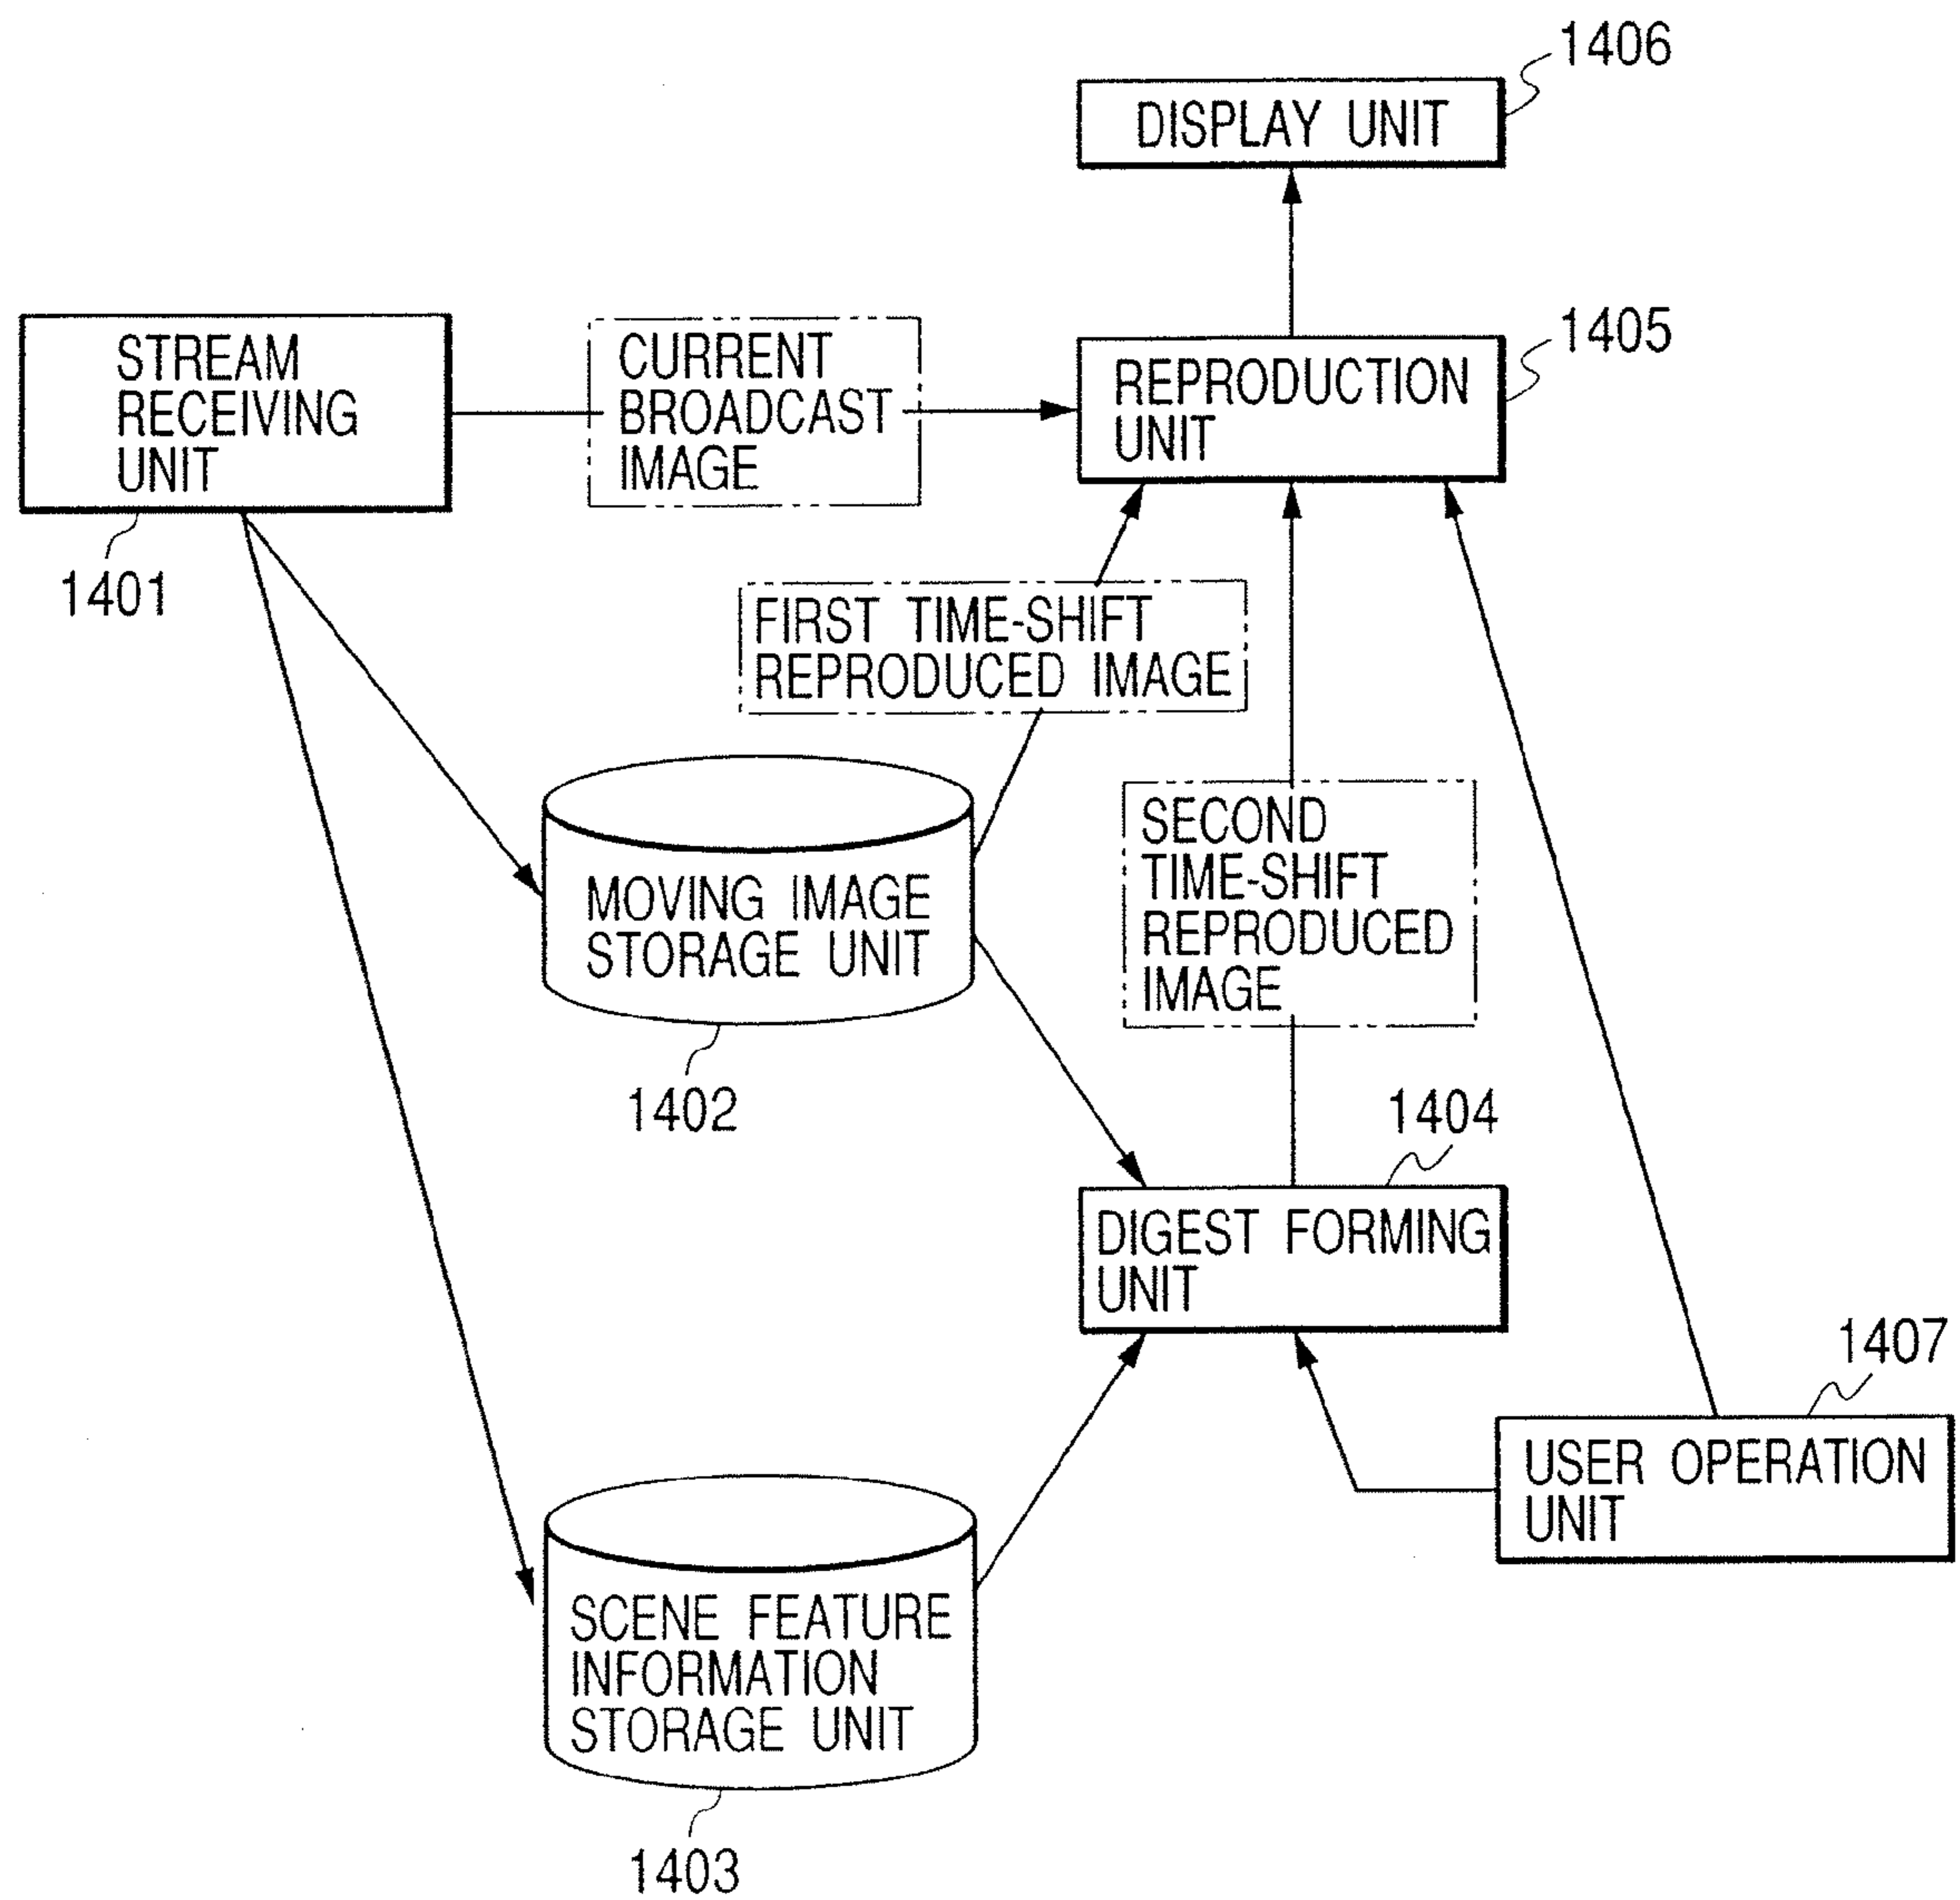 1406
DISPLAY UNIT
1405
REPRODUCTION
UNIT
STREAM
RECEIVING
UNIT
1401
CURRENT
BROADCAST
IMAGE
FIRST TIME-SHIFT
REPRODUCED IMAGE
MOVING IMAGE
STORAGE UNIT
1402
SECOND
TIME-SHIFT
REPRODUCED
IMAGE
1404
DIGEST FORMING
UNIT
1407
USER OPERATION
UNIT
SCENE FEATURE
INFORMATION
STORAGE UNIT
1403